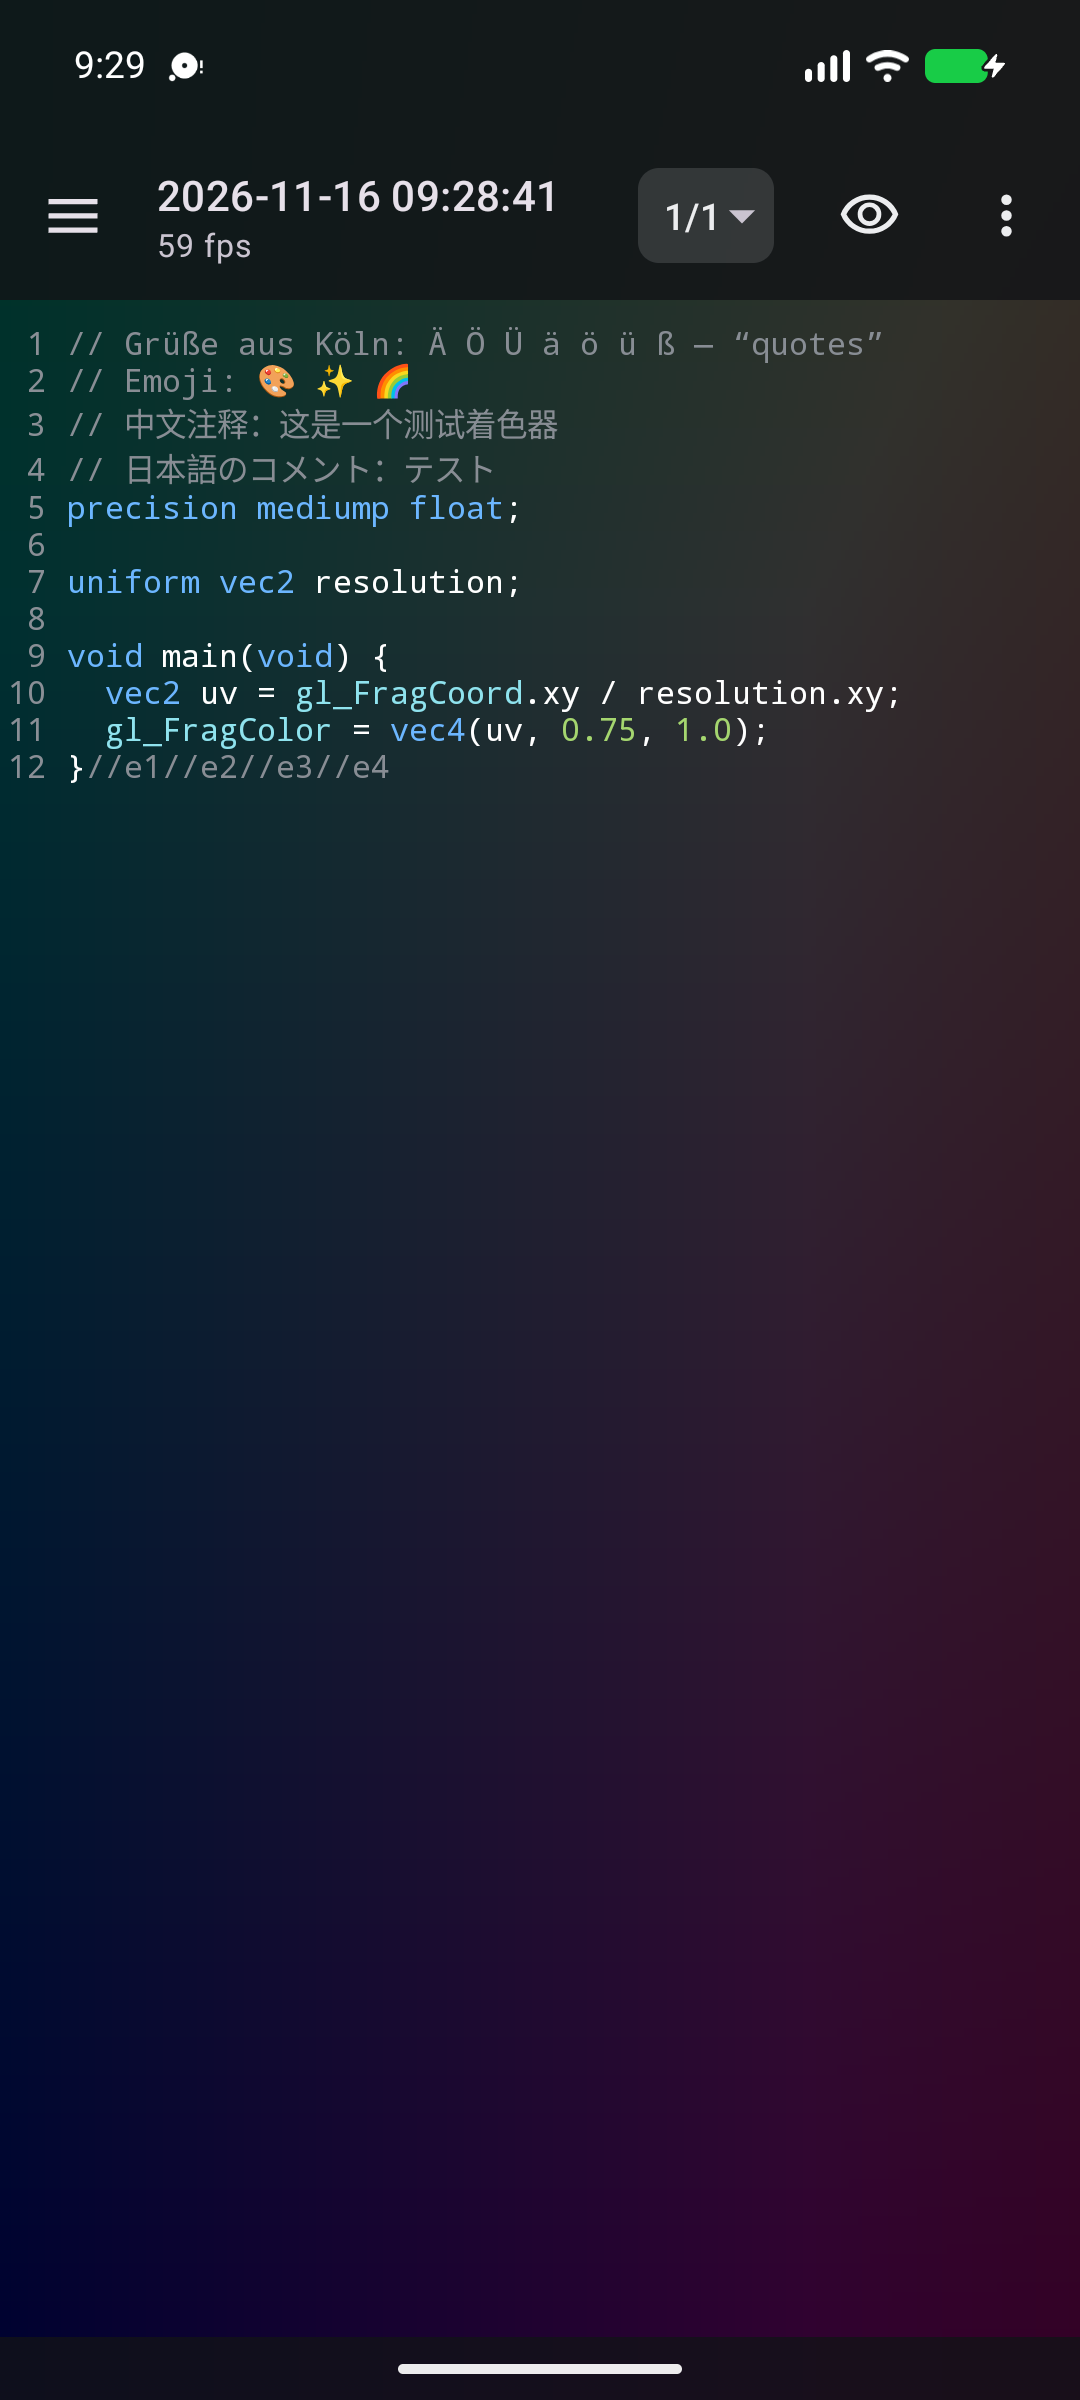 9:29
2026-11-16 09:28:41
59 fps
1/1
1 // Grüße aus Köln: Ä Ö Ü ä ö ü ß — “quotes”
2 // Emoji: 🎨 ✨ 🌈
3 // 中文注释：这是一个测试着色器
4 // 日本語のコメント：テスト
5 precision mediump float;
6
7 uniform vec2 resolution;
8
9 void main(void) {
10   vec2 uv = gl_FragCoord.xy / resolution.xy;
11   gl_FragColor = vec4(uv, 0.75, 1.0);
12 }//e1//e2//e3//e4